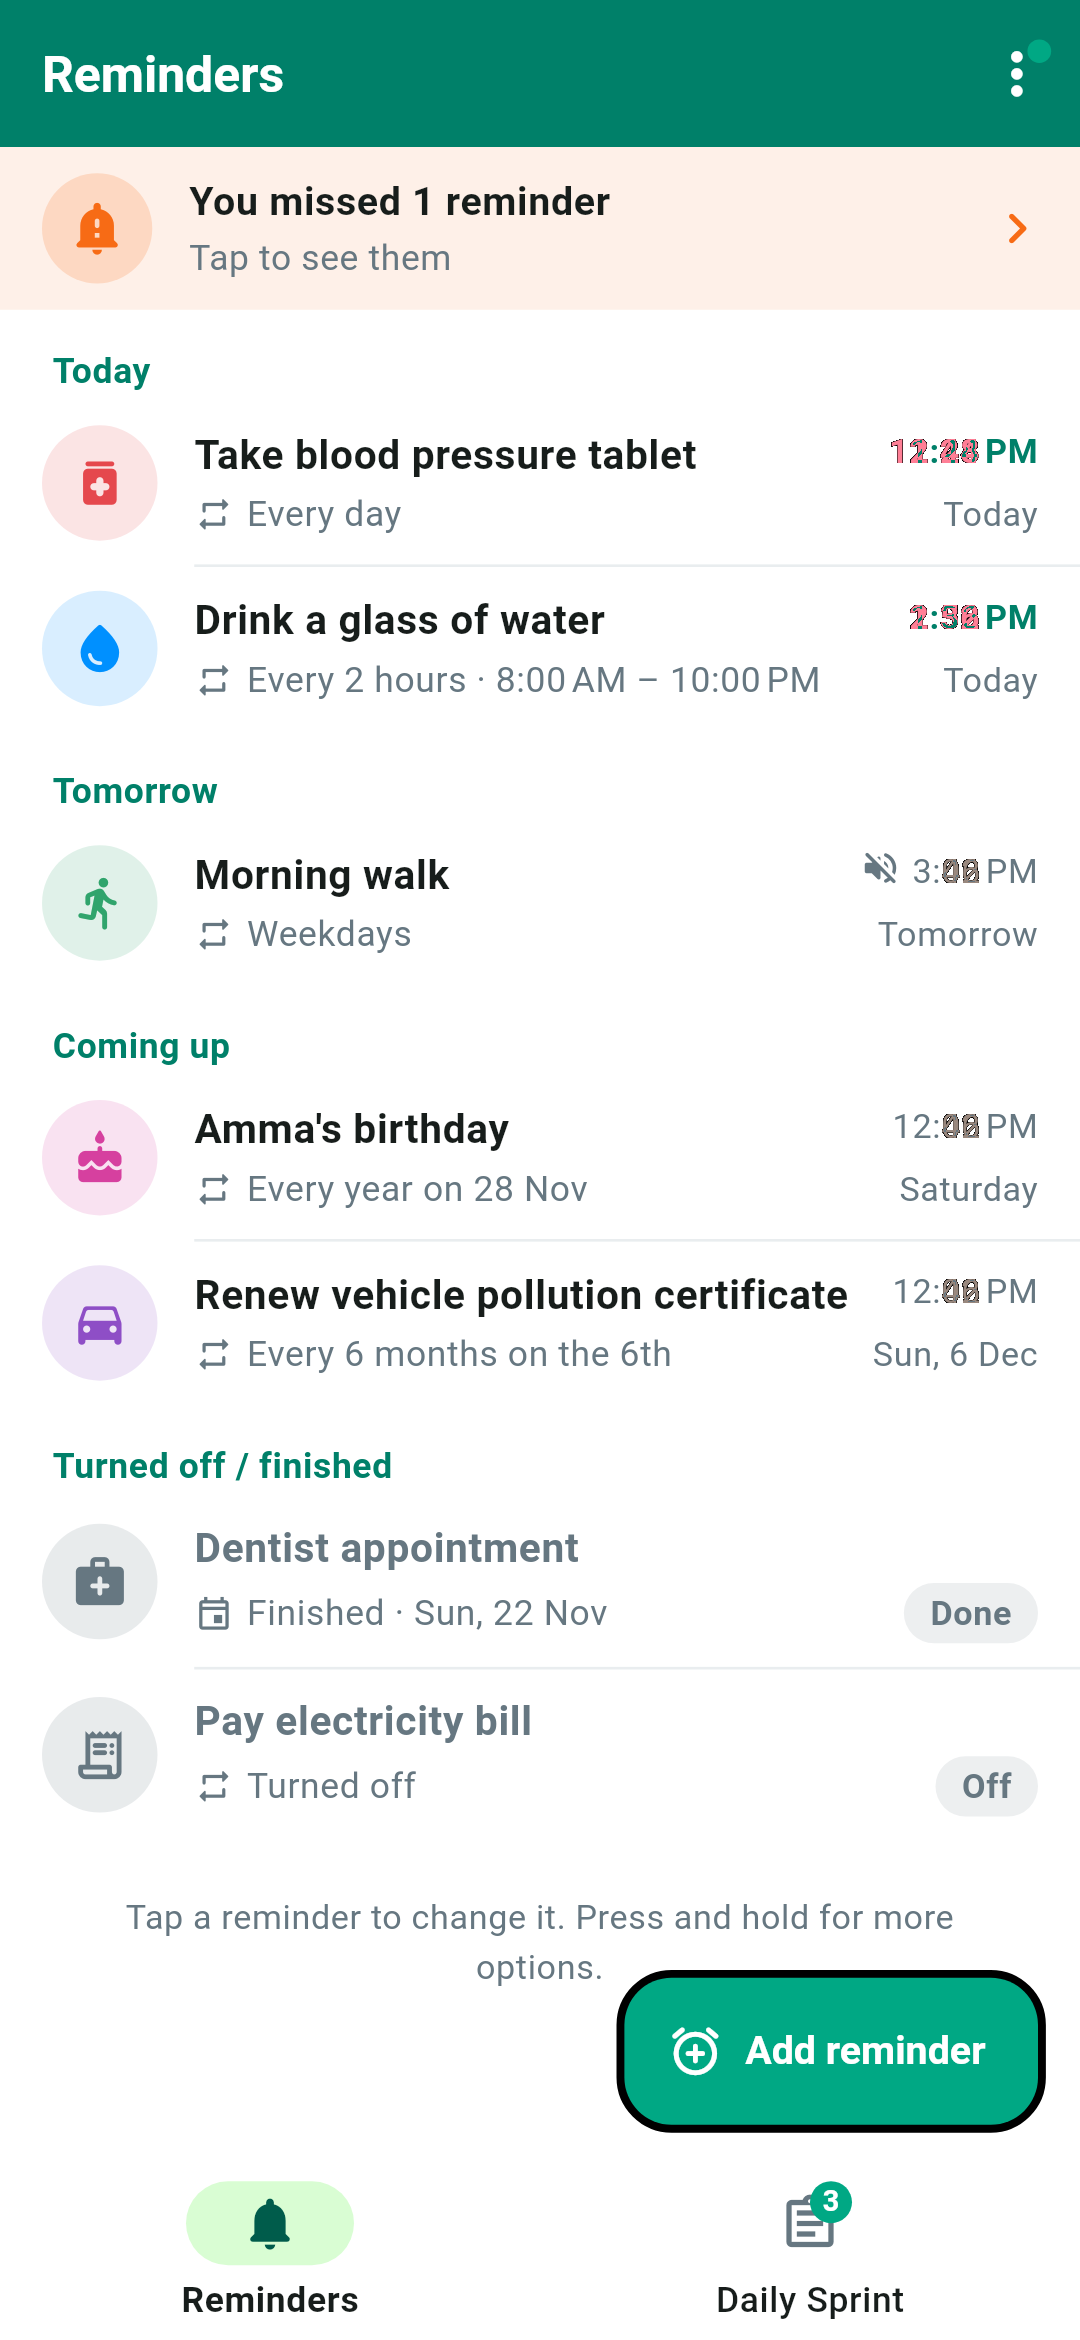 Reminders
You missed 1 reminder
Tap to see them
Today
Take blood pressure tablet
PM
Every day
Today
Drink a glass of water
PM
Every 2 hours · 8:00 AM – 10:00 PM
Today
Tomorrow
Morning walk
PM
Weekdays
Tomorrow
Coming up
Amma's birthday
PM
Every year on 28 Nov
Saturday
Renew vehicle pollution certificate
PM
Every 6 months on the 6th
Sun, 6 Dec
Turned off / finished
Dentist appointment
Finished · Sun, 22 Nov
Done
Pay electricity bill
Turned off
Off
Tap a reminder to change it. Press and hold for more
options.
Add reminder
3
Reminders
Daily Sprint